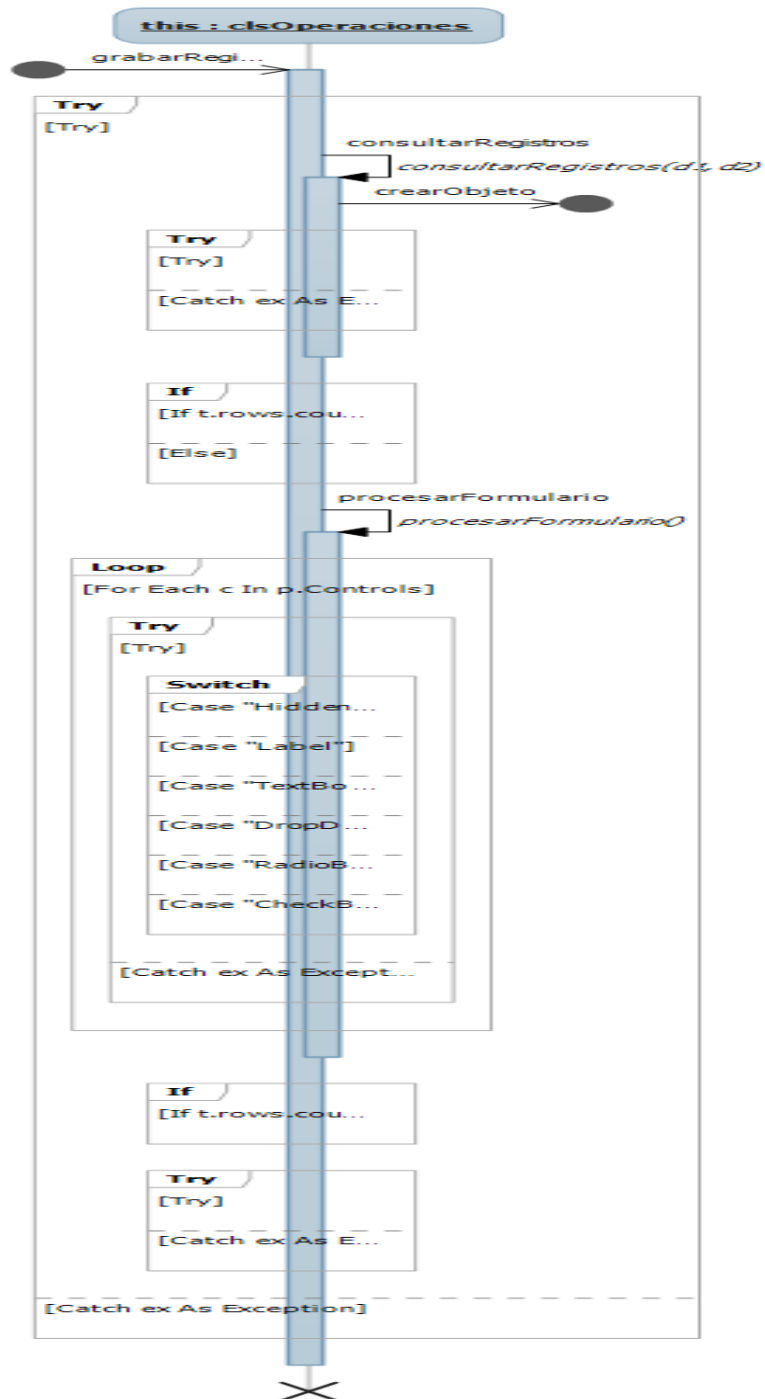 this : clsOperaciones
grabarRegi...
Try
[Try]
consultarRegistros
consultarRegistros(d1, d2)
crearObjeto
Try
[Try]
[Catch ex As E...
If
[If t.rows.cou...
[Else]
procesarFormulario
procesarFormulario()
Loop
[For Each c In p.Controls]
Try
[Try]
Switch
[Case "Hidden...
[Case "Label"]
[Case "TextBo...
[Case "DropD...
[Case "RadioB...
[Case "CheckB...
[Catch ex As Except...
If
[If t.rows.cou...
Try
[Try]
[Catch ex As E...
[Catch ex As Exception]